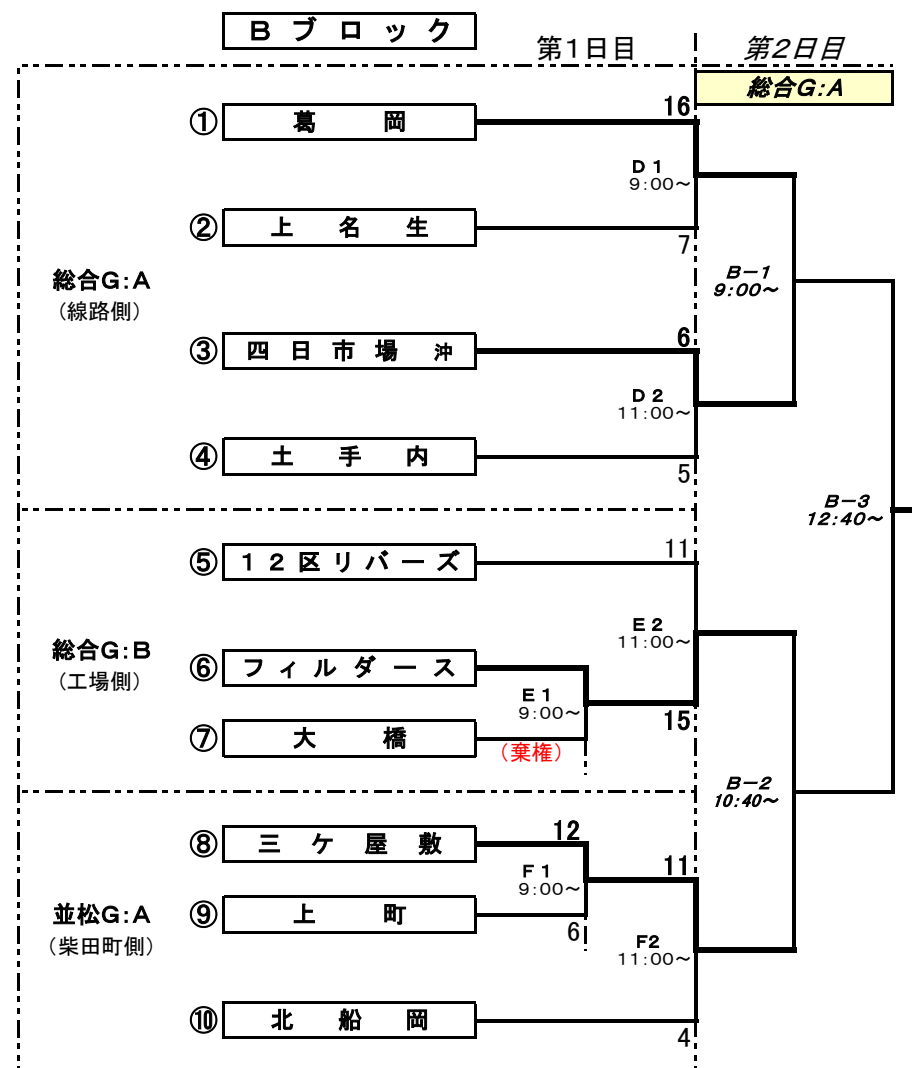 Bブロック
第1日目
第2日目
総合G:A
16
① 葛岡
D1
9:00～
② 上名生
7
総合G:A
(線路側)
B-1
9:00～
6
③ 四日市場沖
D2
11:00～
④ 土手内
5
B-3
12:40～
11
⑤ 12区リバーズ
E2
11:00～
総合G:B
(工場側)
⑥ フィルダース
E1
9:00～
15
⑦ 大橋
(棄権)
B-2
10:40～
12
⑧ 三ケ屋敷
11
F1
9:00～
⑨ 上町
6
並松G:A
(柴田町側)
F2
11:00～
⑩ 北船岡
4